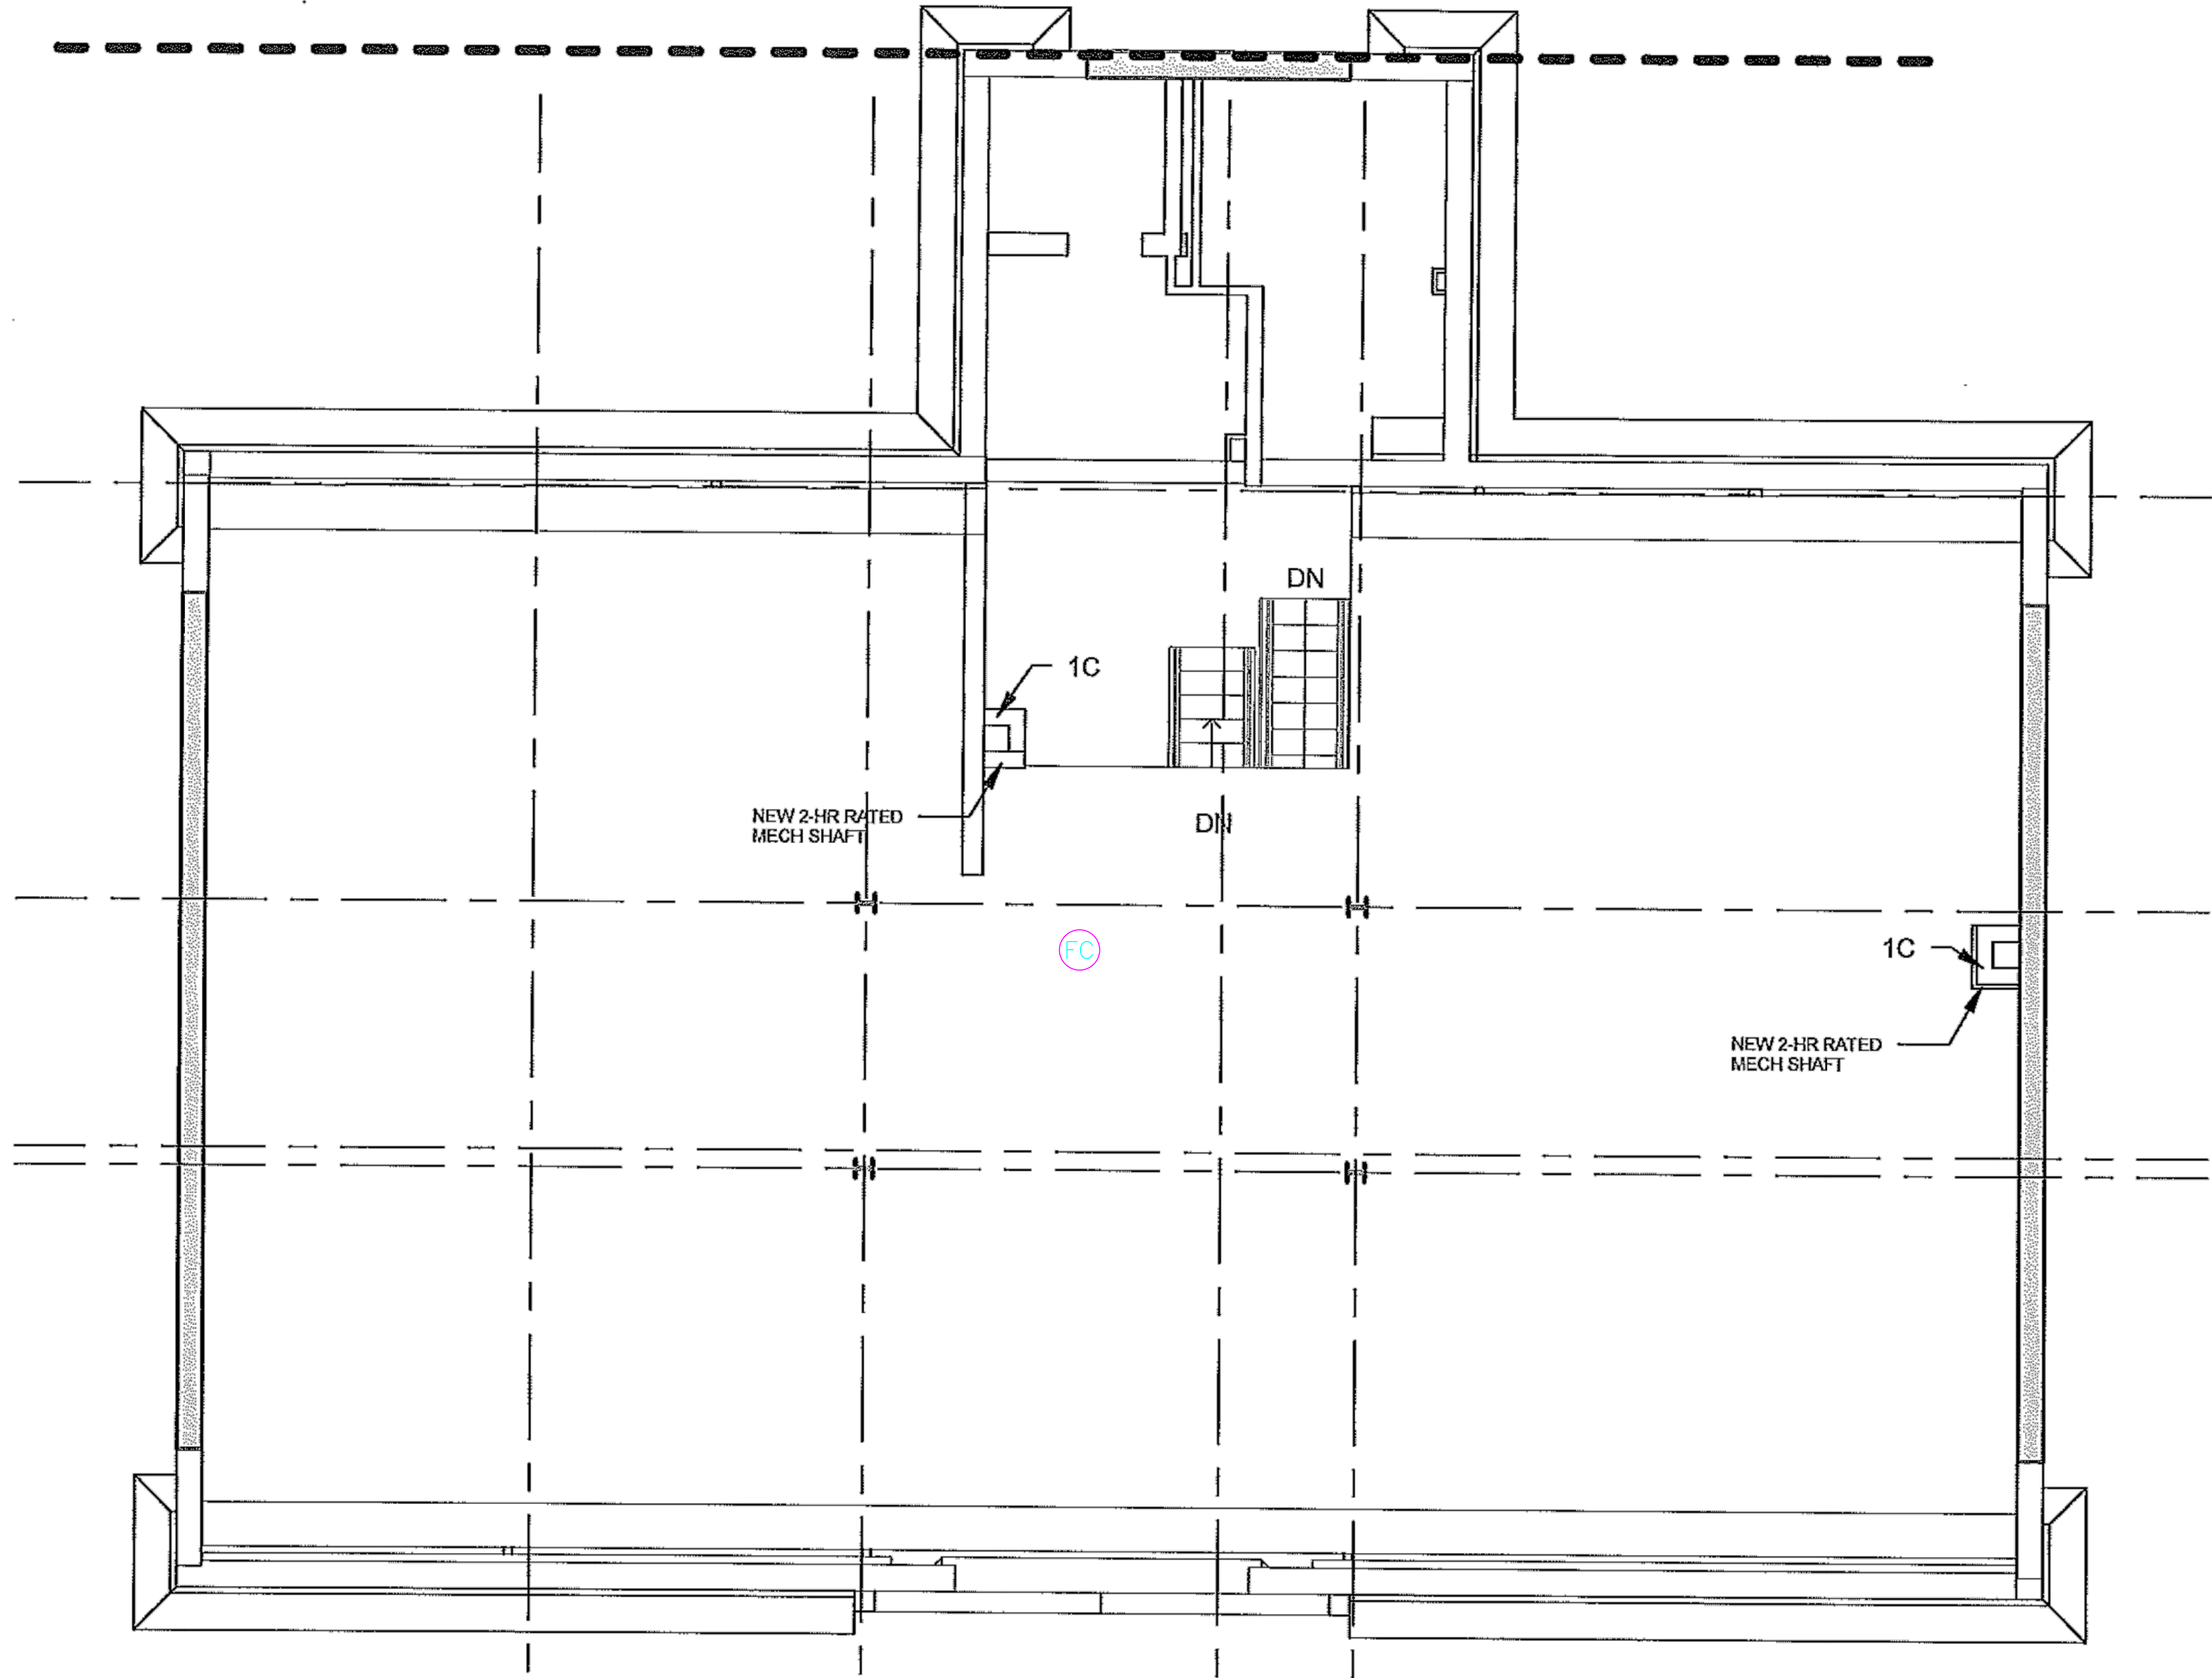 DN
1C
NEW 2-HR RATED
MECH SHAFT
DN
FC
1C
NEW 2-HR RATED
MECH SHAFT